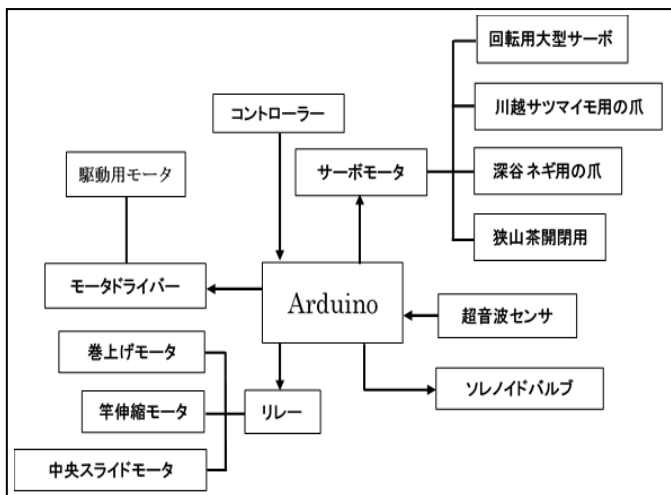 回転用大型サーボ
コントローラー
川越サツマイモ用の爪
駆動用モータ
サーボモータ
深谷ネギ用の爪
狭山茶開閉用
モータドライバー
Arduino
超音波センサ
巻上げモータ
ソレノイドバルブ
竿伸縮モータ
リレー
中央スライドモータ